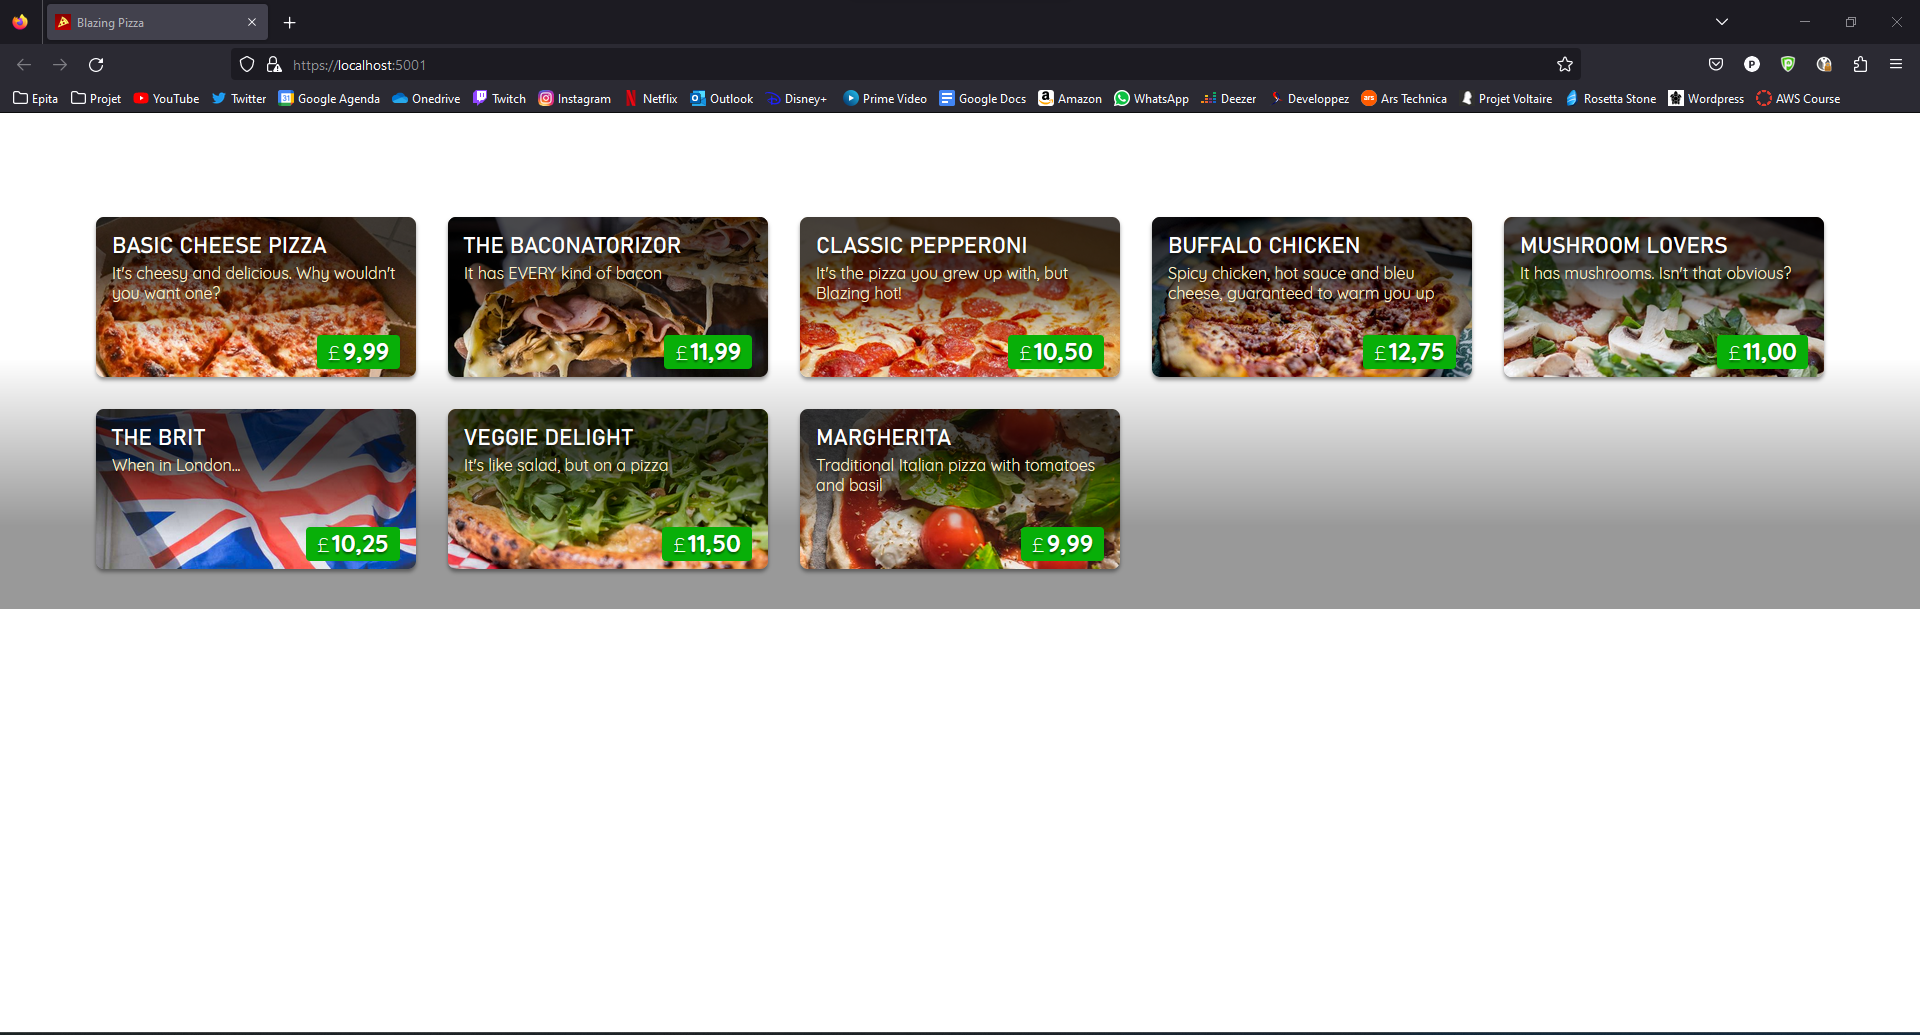 Blazing Pizza
https://localhost:5001
Epita Projet YouTube Twitter Google Agenda Onedrive Twitch Instagram Netflix Outlook Disney+ Prime Video Google Docs Amazon WhatsApp Deezer Developpez Ars Technica Projet Voltaire Rosetta Stone Wordpress AWS Course
BASIC CHEESE PIZZA
It's cheesy and delicious. Why wouldn't
you want one?
£9,99
THE BACONATORIZOR
It has EVERY kind of bacon
£11,99
CLASSIC PEPPERONI
It's the pizza you grew up with, but
Blazing hot!
£10,50
BUFFALO CHICKEN
Spicy chicken, hot sauce and bleu
cheese, guaranteed to warm you up
£12,75
MUSHROOM LOVERS
It has mushrooms. Isn't that obvious?
£11,00
THE BRIT
When in London...
£10,25
VEGGIE DELIGHT
It's like salad, but on a pizza
£11,50
MARGHERITA
Traditional Italian pizza with tomatoes
and basil
£9,99